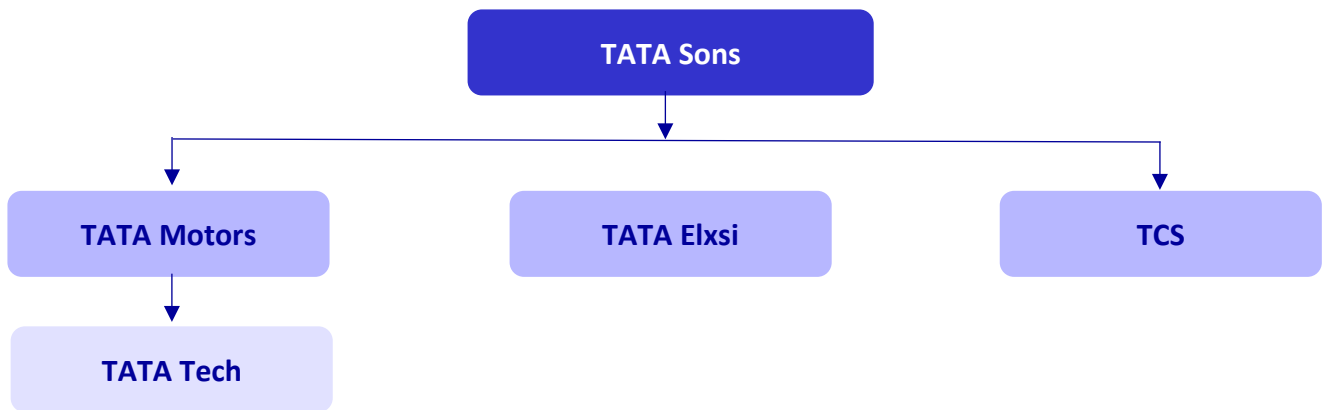 TATA Sons
TATA Motors
TATA Elxsi
TCS
TATA Tech